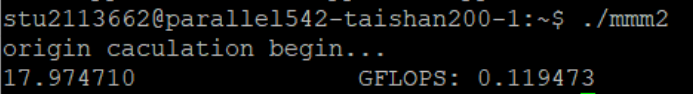 stu2113662@parallel542-taishan200-1:~$ ./mmm2
origin caculation begin...
17.974710 GFLOPS: 0.119473